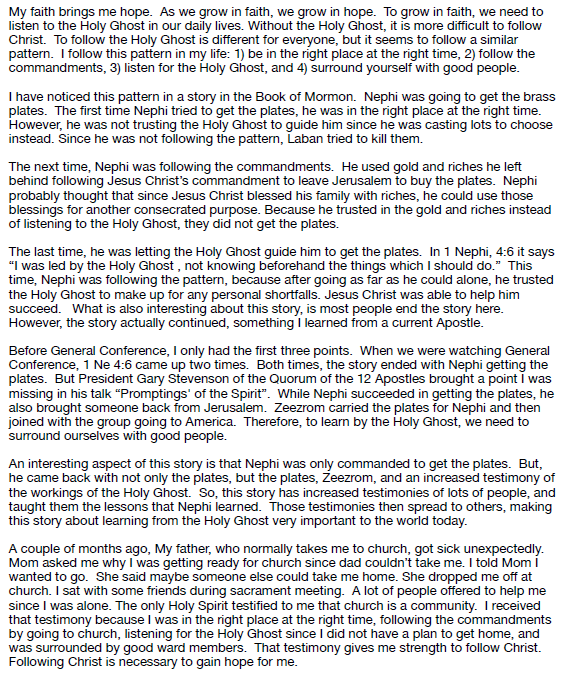 My faith brings me hope.  As we grow in faith, we grow in hope.  To grow in faith, we need to
listen to the Holy Ghost in our daily lives. Without the Holy Ghost, it is more difficult to follow
Christ.  To follow the Holy Ghost is different for everyone, but it seems to follow a similar
pattern.  I follow this pattern in my life: 1) be in the right place at the right time, 2) follow the
commandments, 3) listen for the Holy Ghost, and 4) surround yourself with good people.

I have noticed this pattern in a story in the Book of Mormon.  Nephi was going to get the brass
plates.  The first time Nephi tried to get the plates, he was in the right place at the right time.
However, he was not trusting the Holy Ghost to guide him since he was casting lots to choose
instead. Since he was not following the pattern, Laban tried to kill them.

The next time, Nephi was following the commandments.  He used gold and riches he left
behind following Jesus Christ's commandment to leave Jerusalem to buy the plates.  Nephi
probably thought that since Jesus Christ blessed his family with riches, he could use those
blessings for another consecrated purpose. Because he trusted in the gold and riches instead
of listening to the Holy Ghost, they did not get the plates.

The last time, he was letting the Holy Ghost guide him to get the plates.  In 1 Nephi, 4:6 it says
“I was led by the Holy Ghost , not knowing beforehand the things which I should do.”  This
time, Nephi was following the pattern, because after going as far as he could alone, he trusted
the Holy Ghost to make up for any personal shortfalls. Jesus Christ was able to help him
succeed.   What is also interesting about this story, is most people end the story here.
However, the story actually continued, something I learned from a current Apostle.

Before General Conference, I only had the first three points.  When we were watching General
Conference, 1 Ne 4:6 came up two times.  Both times, the story ended with Nephi getting the
plates.  But President Gary Stevenson of the Quorum of the 12 Apostles brought a point I was
missing in his talk “Promptings’ of the Spirit”.  While Nephi succeeded in getting the plates, he
also brought someone back from Jerusalem.  Zeezrom carried the plates for Nephi and then
joined with the group going to America.  Therefore, to learn by the Holy Ghost, we need to
surround ourselves with good people.

An interesting aspect of this story is that Nephi was only commanded to get the plates.  But,
he came back with not only the plates, but the plates, Zeezrom, and an increased testimony of
the workings of the Holy Ghost.  So, this story has increased testimonies of lots of people, and
taught them the lessons that Nephi learned.  Those testimonies then spread to others, making
this story about learning from the Holy Ghost very important to the world today.

A couple of months ago, My father, who normally takes me to church, got sick unexpectedly.
Mom asked me why I was getting ready for church since dad couldn't take me. I told Mom I
wanted to go.  She said maybe someone else could take me home. She dropped me off at
church. I sat with some friends during sacrament meeting.  A lot of people offered to help me
since I was alone. The only Holy Spirit testified to me that church is a community.  I received
that testimony because I was in the right place at the right time, following the commandments
by going to church, listening for the Holy Ghost since I did not have a plan to get home, and
was surrounded by good ward members.  That testimony gives me strength to follow Christ.
Following Christ is necessary to gain hope for me.